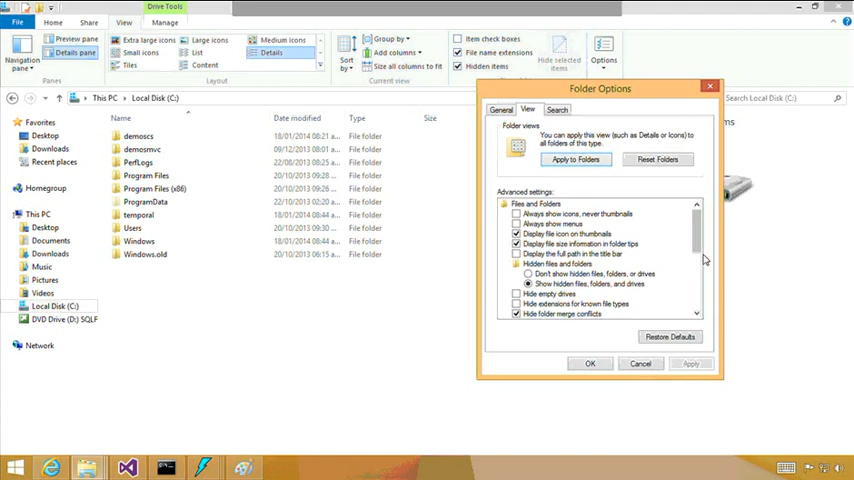 Drive Tools
File Home Share View Manage
Preview pane
Details pane
Navigation pane
Panes
Extra large icons
Medium icons
Small icons
List
Details
Tiles
Content
Layout
Sort by
Group by
Add columns
Size all columns to fit
Current view
Item check boxes
File name extensions
Hidden items
Hide selected items
Options
This PC Local Disk (C:)
Search Local Disk (C:)
Name Date modified Type Size
Favorites
Desktop
Downloads
Recent places
Homegroup
This PC
Desktop
Documents
Downloads
Music
Pictures
Videos
Local Disk (C:)
DVD Drive (D:) SQLF
Network
demoscs 18/01/2014 08:21 a... File folder
demosmvc 09/12/2013 08:01 a... File folder
PerfLogs 22/08/2013 08:25 a... File folder
Program Files 20/10/2013 09:28 ... File folder
Program Files (x86) 20/10/2013 09:28 ... File folder
ProgramData 22/10/2013 02:20 a... File folder
temporal 18/01/2014 08:39 a... File folder
Users 20/10/2013 09:30 ... File folder
Windows File folder
Windows.old 20/10/2013 06:15 a... File folder
Folder Options
General View Search
Folder views
You can apply this view (such as Details or Icons) to
all folders of this type.
Apply to Folders Reset Folders
Advanced settings:
Files and Folders
Always show icons, never thumbnails
Always show menus
Display file icon on thumbnails
Display file size information in folder tips
Display the full path in the title bar
Hidden files and folders
Don't show hidden files, folders, or drives
Show hidden files, folders, and drives
Hide empty drives
Hide extensions for known file types
Hide folder merge conflicts
Restore Defaults
OK Cancel Apply